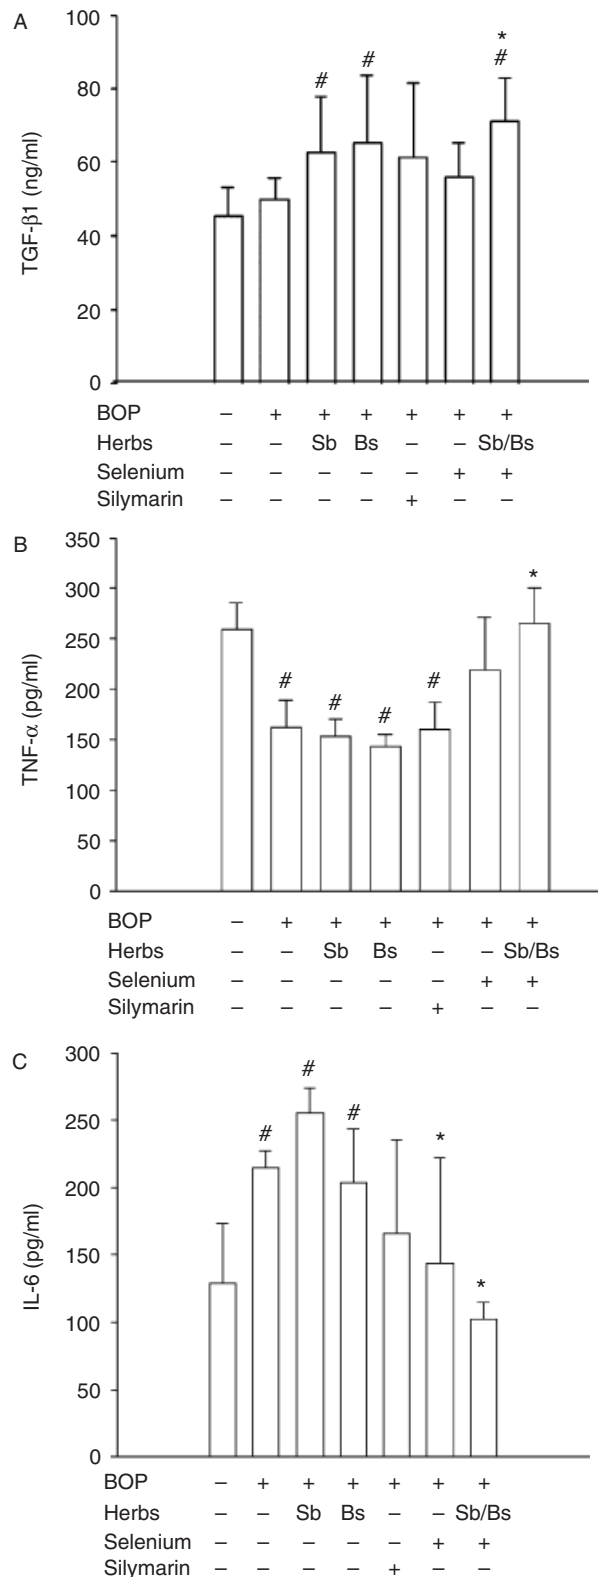 A
100
80
60
40
20
0
TGF-β1 (ng/ml)
# # * #
BOP – + + + + + +
Herbs – – Sb Bs – – Sb/Bs
Selenium – – – – – + +
Silymarin – – – – + – –
B
350
300
250
200
150
100
50
0
TNF-α (pg/ml)
# # # # *
BOP – + + + + + +
Herbs – – Sb Bs – – Sb/Bs
Selenium – – – – – + +
Silymarin – – – – + – –
C
300
250
200
150
100
50
0
IL-6 (pg/ml)
# # # * *
BOP – + + + + + +
Herbs – – Sb Bs – – Sb/Bs
Selenium – – – – – + +
Silymarin – – – – + – –